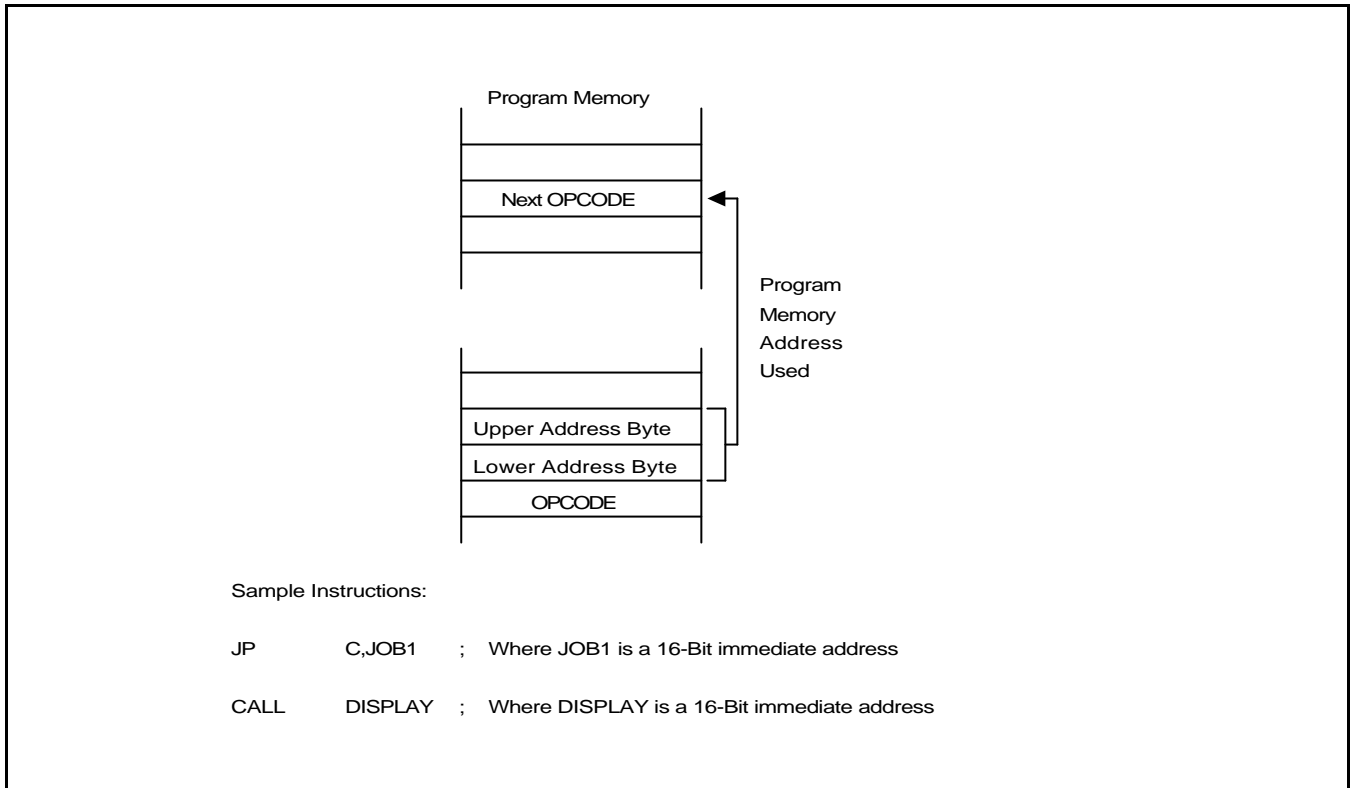 Program Memory
Next OPCODE
Program
Memory
Address
Used
Upper Address Byte
Lower Address Byte
OPCODE
Sample Instructions:
JP C,JOB1 ; Where JOB1 is a 16-Bit immediate address
CALL DISPLAY ; Where DISPLAY is a 16-Bit immediate address